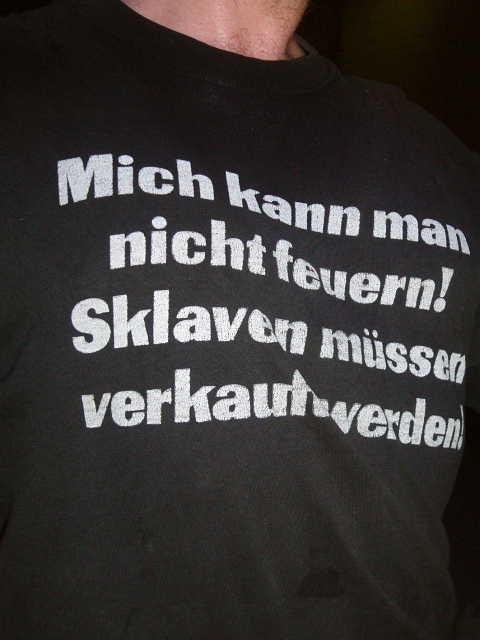 Mich kann man
nicht feuern!
Sklaven müssen
verkauft werden!